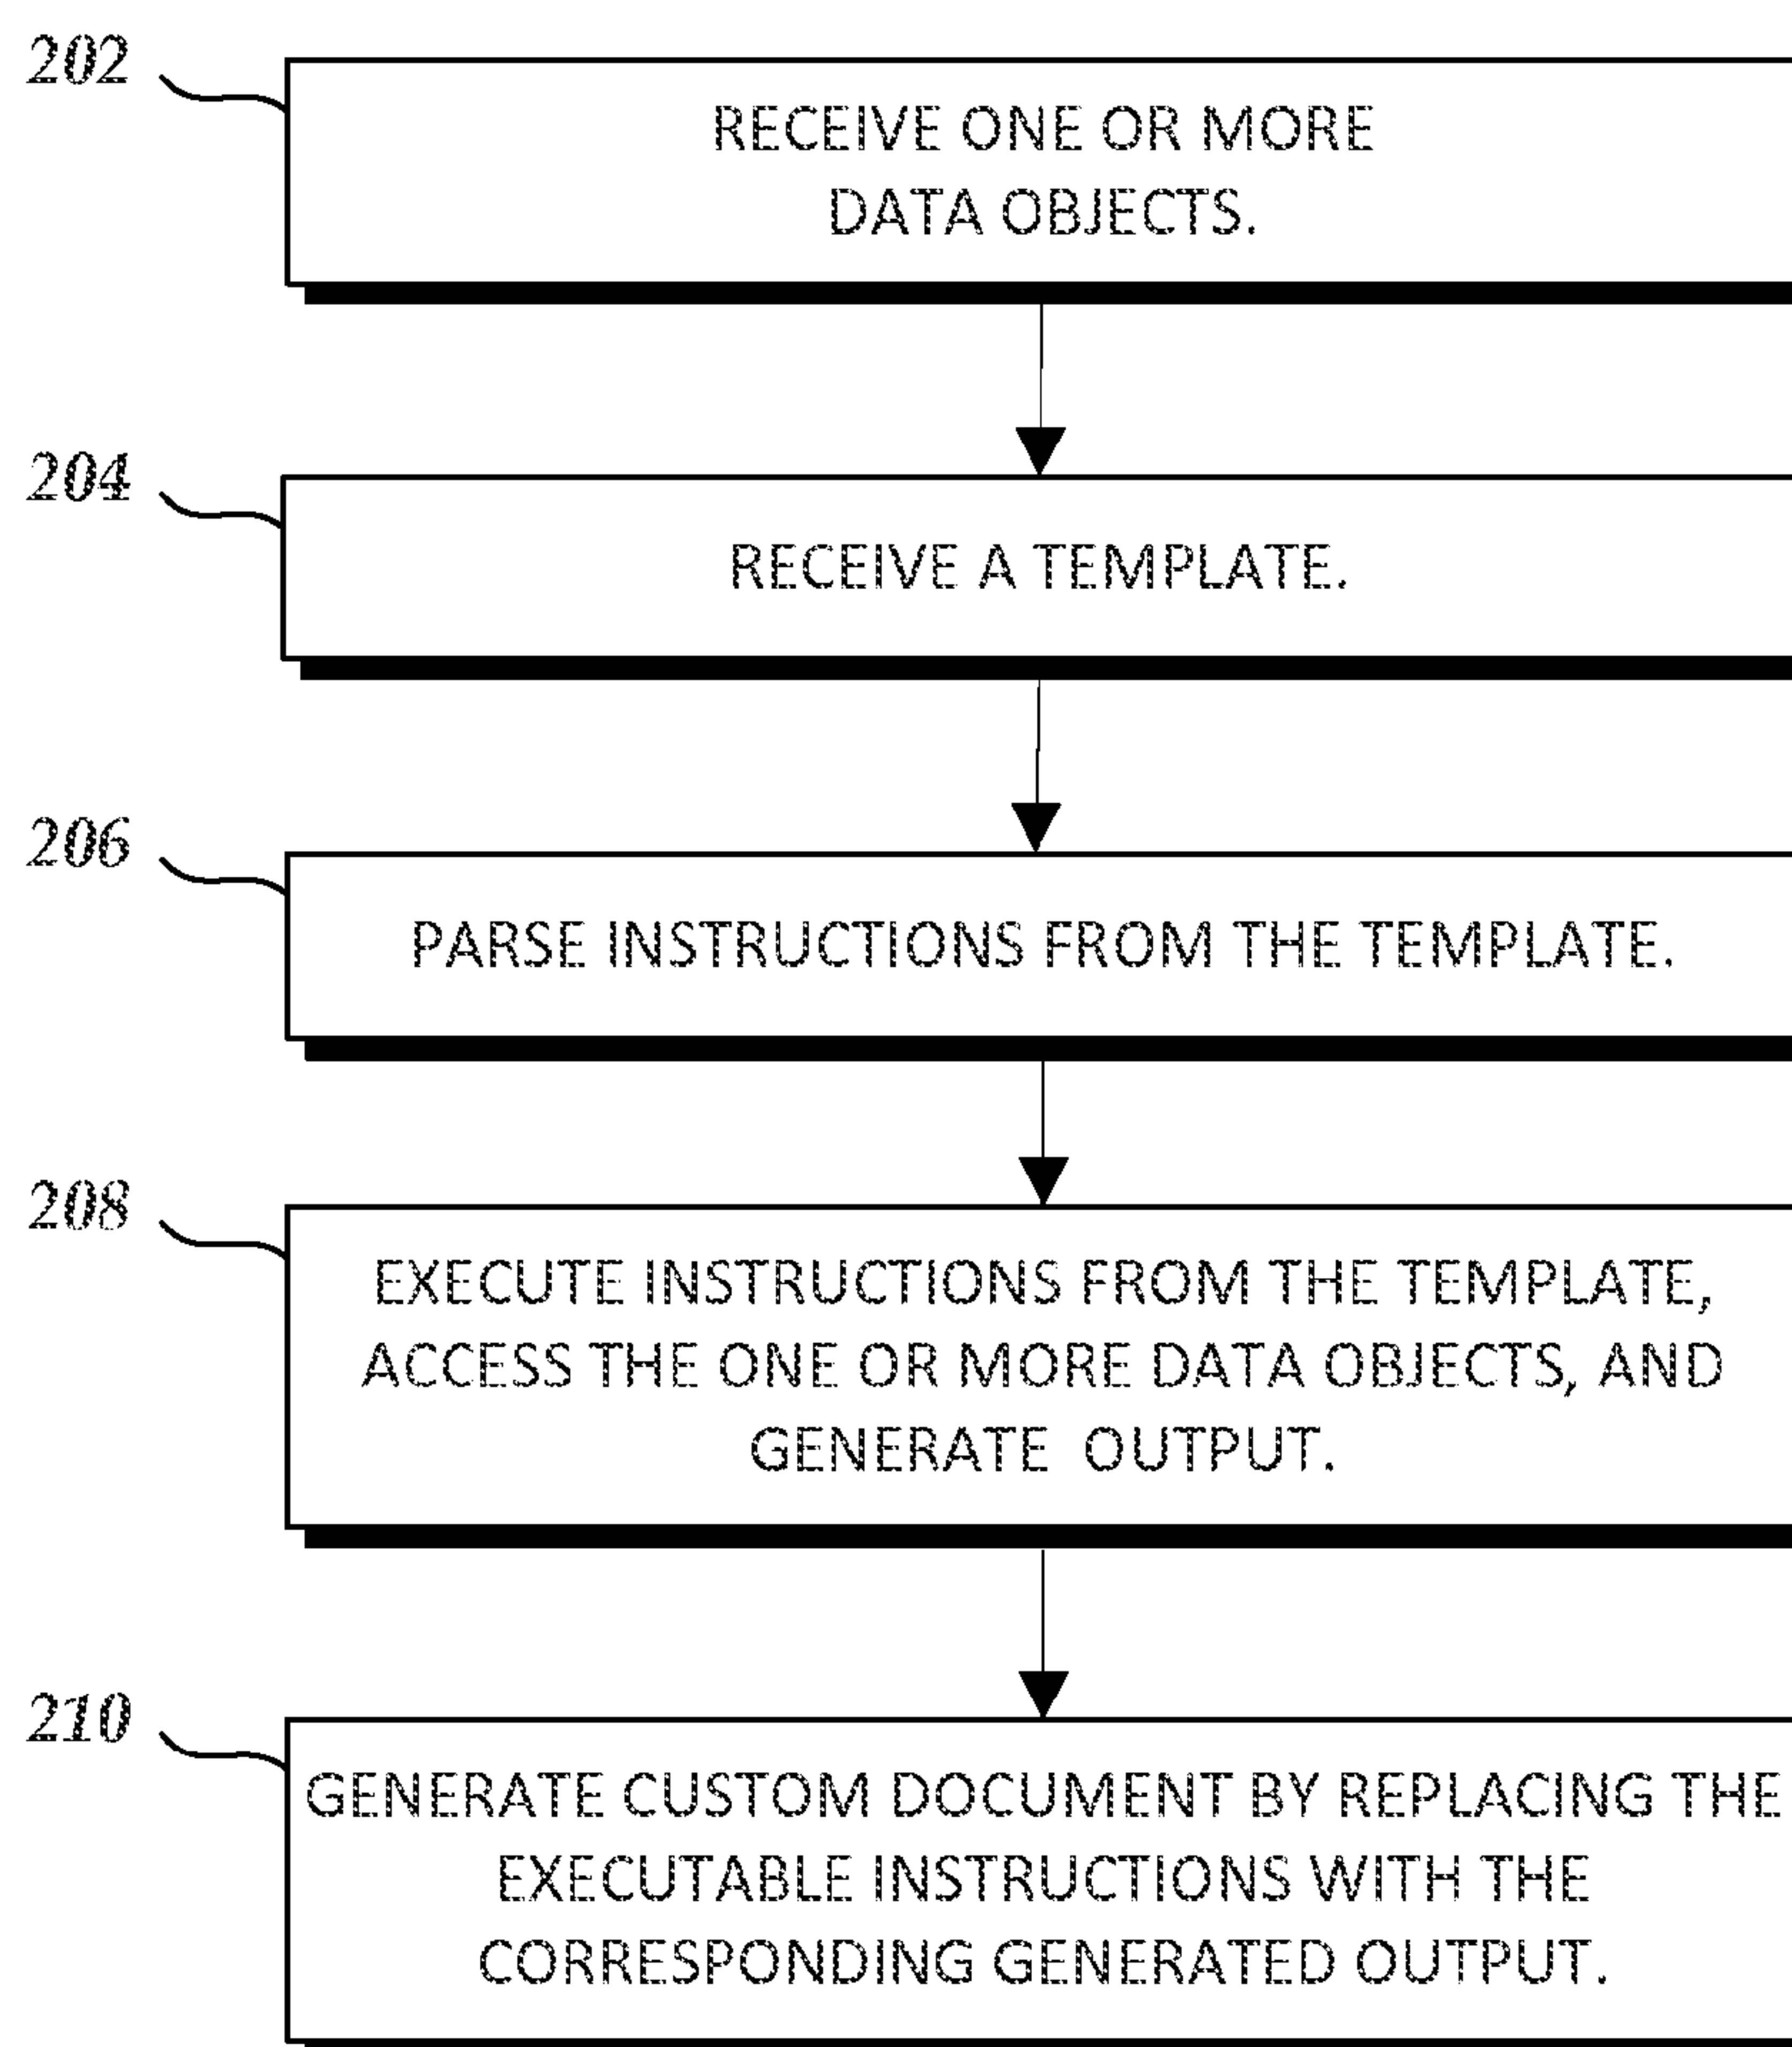 202
RECEIVE ONE OR MORE
DATA OBJECTS.
204
RECEIVE A TEMPLATE.
206
PARSE INSTRUCTIONS FROM THE TEMPLATE.
208
EXECUTE INSTRUCTIONS FROM THE TEMPLATE,
ACCESS THE ONE OR MORE DATA OBJECTS, AND
GENERATE OUTPUT.
210
GENERATE CUSTOM DOCUMENT BY REPLACING THE
EXECUTABLE INSTRUCTIONS WITH THE
CORRESPONDING GENERATED OUTPUT.